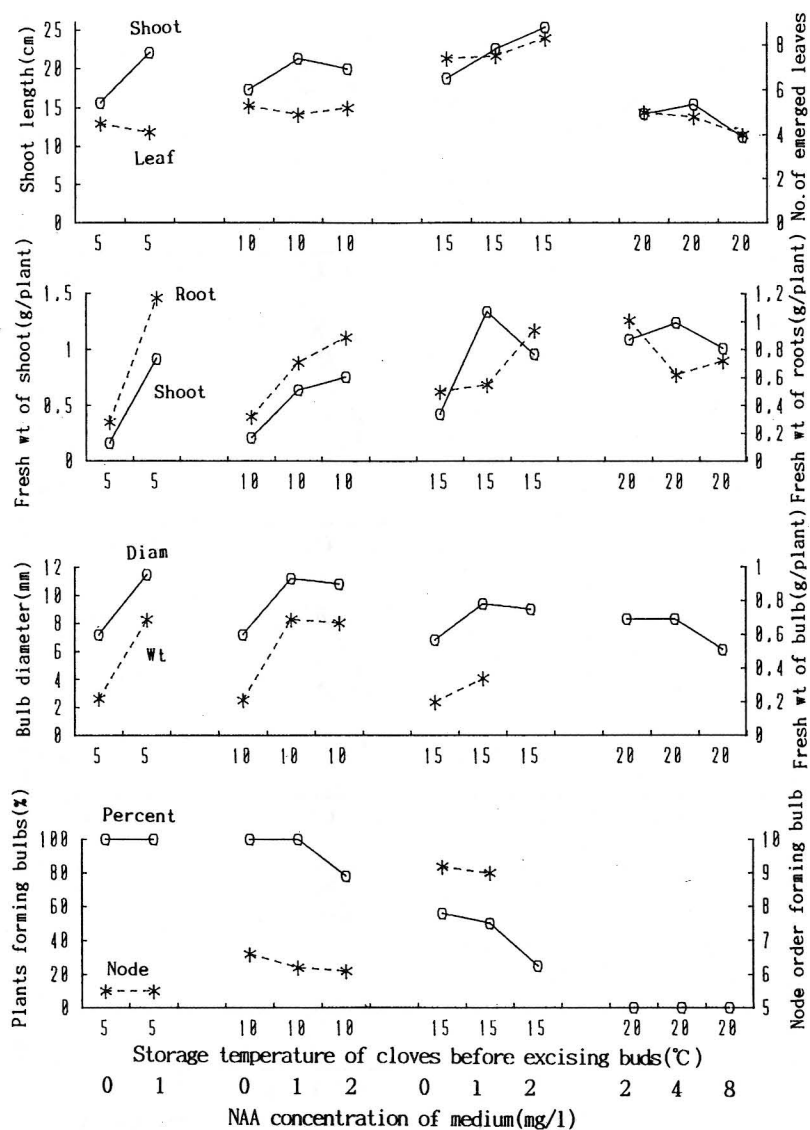 Shoot length(cm)
25
20
15
10
5
0
Shoot
Leaf
8
6
4
2
0
No.of emerged leaves
5 5 10 10 10 15 15 15 20 20 20
Fresh wt of shoot(g/plant)
1.5
1
0.5
0
Root
Shoot
1.2
1
0.8
0.6
0.4
0.2
0
Fresh wt of roots(g/plant)
5 5 10 10 10 15 15 15 20 20 20
Bulb diameter(mm)
12
10
8
6
4
2
0
Diam
Wt
1
0.8
0.6
0.4
0.2
0
Fresh wt of bulb(g/plant)
5 5 10 10 10 15 15 15 20 20 20
Plants forming bulbs(%)
100
80
60
40
20
0
Percent
Node
10
9
8
7
6
5
Node order forming bulb
5 5 10 10 10 15 15 15 20 20 20
Storage temperature of cloves before excising buds(℃)
0 1 0 1 2 0 1 2 2 4 8
NAA concentration of medium(mg/l)